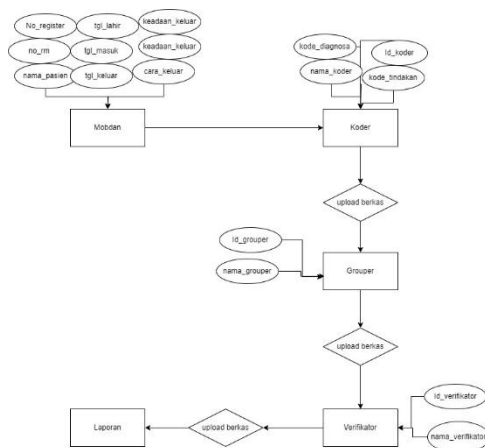 No_register
tgl_lahir
keadaan_keluar
no_rm
tgl_masuk
keadaan_keluar
nama_pasien
tgl_keluar
cara_keluar
kode_diagnosa
Id_koder
nama_koder
kode_tindakan
Mobdan
Koder
upload berkas
Id_grouper
nama_grouper
Grouper
upload berkas
Id_verifikator
nama_verifikator
Laporan
upload berkas
Verifikator